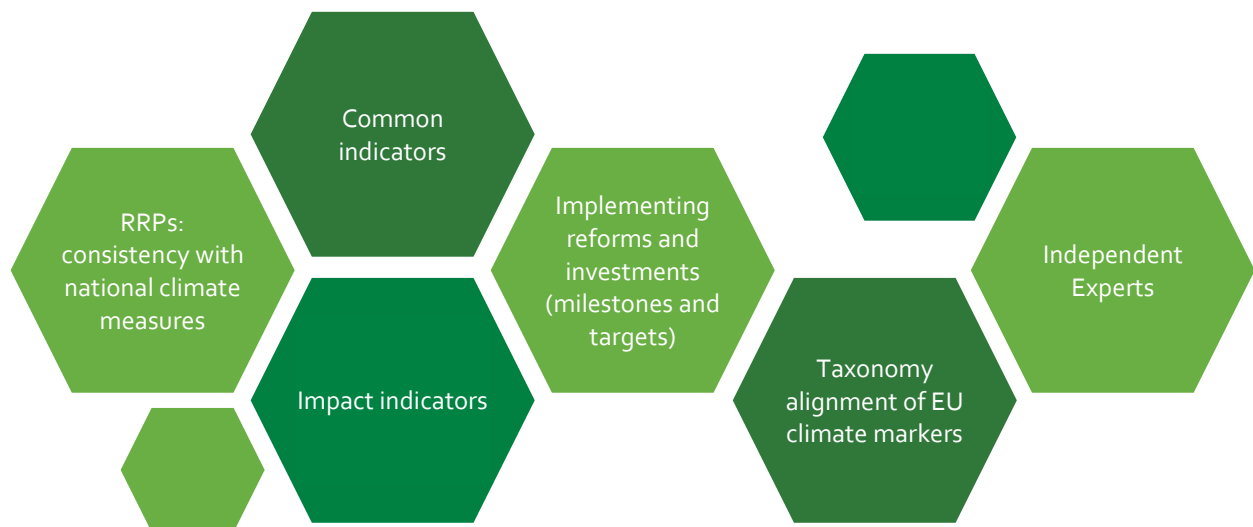 RRPs:
consistency with
national climate
measures
Common
indicators
Impact indicators
Implementing
reforms and
investments
(milestones and
targets)
Taxonomy
alignment of EU
climate markers
Independent
Experts